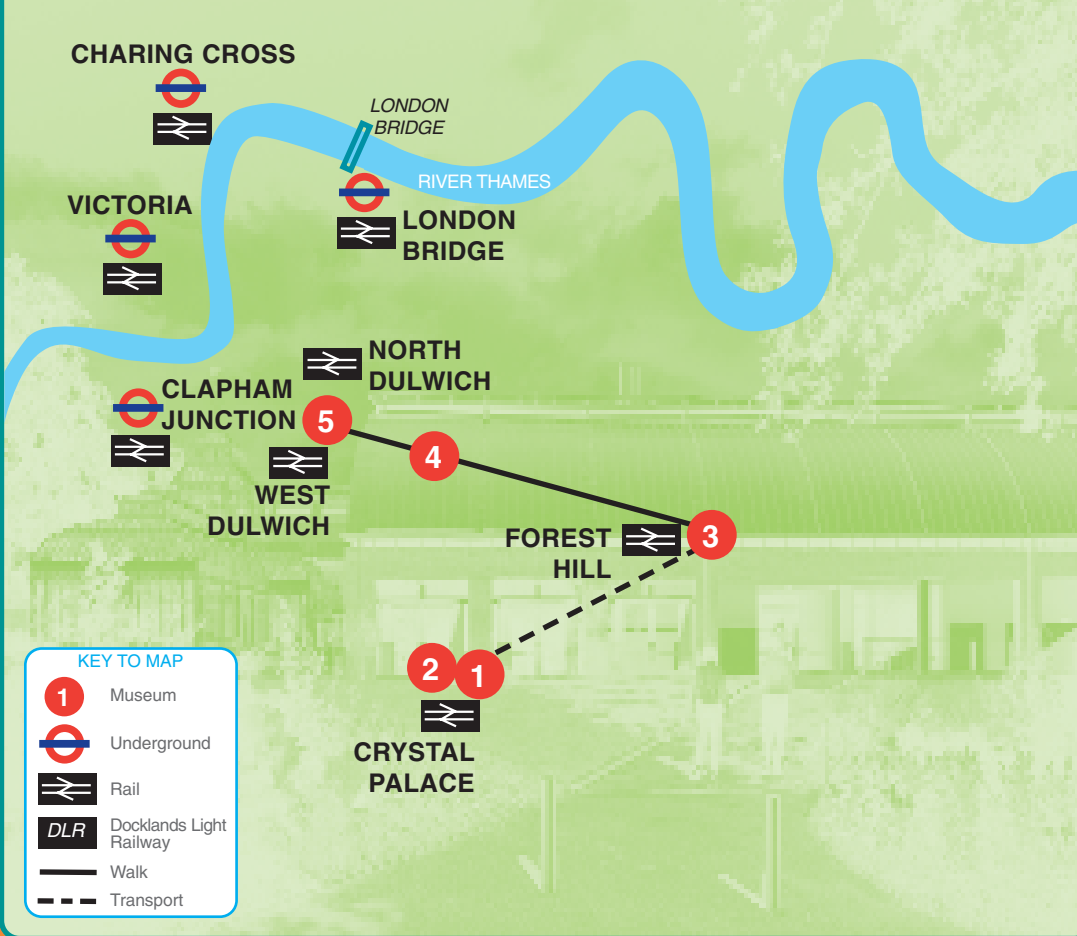 CHARING CROSS
LONDON
BRIDGE
RIVER THAMES
VICTORIA
LONDON
BRIDGE
NORTH
DULWICH
CLAPHAM
JUNCTION
5
4
WEST
DULWICH
FOREST
HILL
3
2
1
CRYSTAL
PALACE
KEY TO MAP
1 Museum
Underground
Rail
DLR Docklands Light
Railway
Walk
Transport